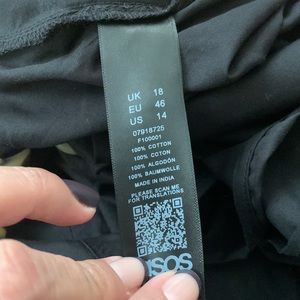 UK 18
EU 46
US 14
07918725
F100001
100% COTTON
100% COTON
100% ALGODÓN
100% BAUMWOLLE
MADE IN INDIA
PLEASE SCAN ME
FOR TRANSLATIONS
asos